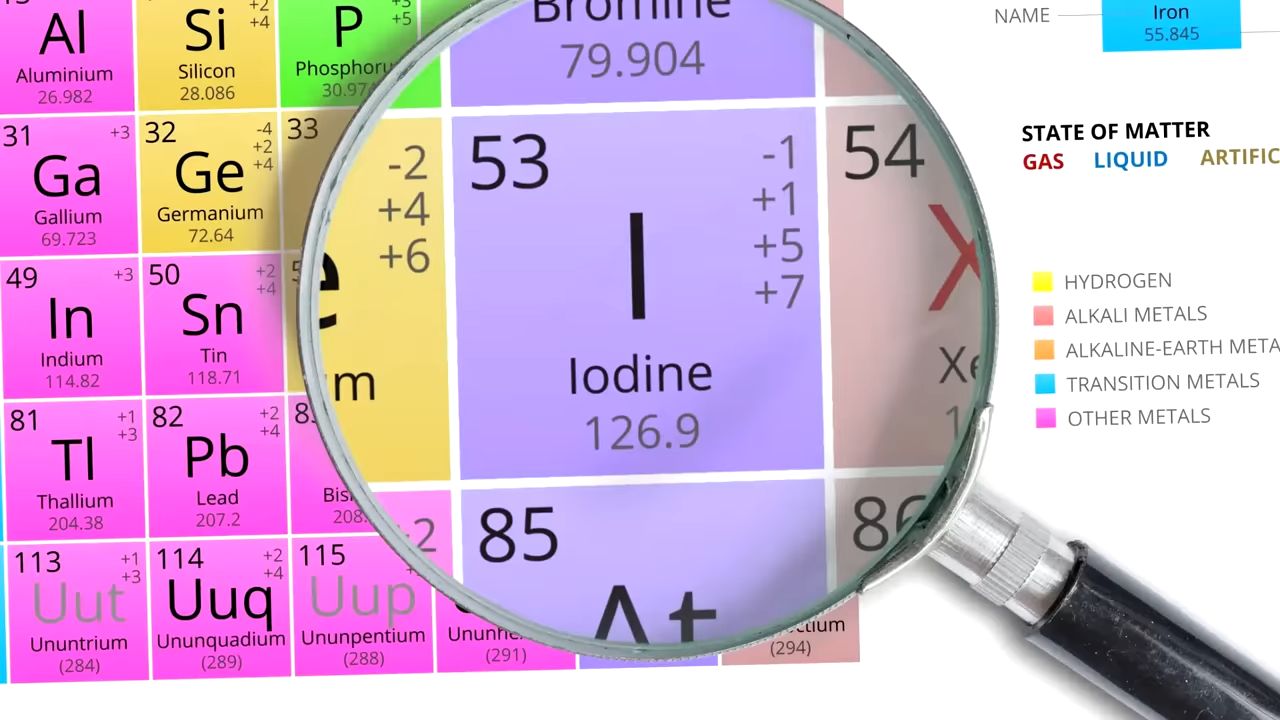 Al
Aluminium
26.982
+2
+4
Si
Silicon
28.086
+3
+5
P
30.974
Bromine
79.904
NAME
Iron
55.845
31
+3
Ga
Gallium
69.723
32
-4
+2
+4
Ge
Germanium
72.64
33
-2
+4
+6
53
-1
+1
+5
+7
I
Iodine
126.9
54
STATE OF MATTER
GAS LIQUID
49
+3
In
Indium
114.82
50
+2
+4
Sn
Tin
118.71
HYDROGEN
ALKALI METALS
ALKALINE-EARTH
TRANSITION METALS
OTHER METALS
81
+1
+3
Tl
Thallium
204.38
82
+2
+4
Pb
Lead
207.2
85
At
86
113
+1
+3
Uut
Ununtrium
(284)
114
+2
+4
Uuq
Ununquadium
(289)
115
Uup
Ununpentium
(288)
(291)
(294)